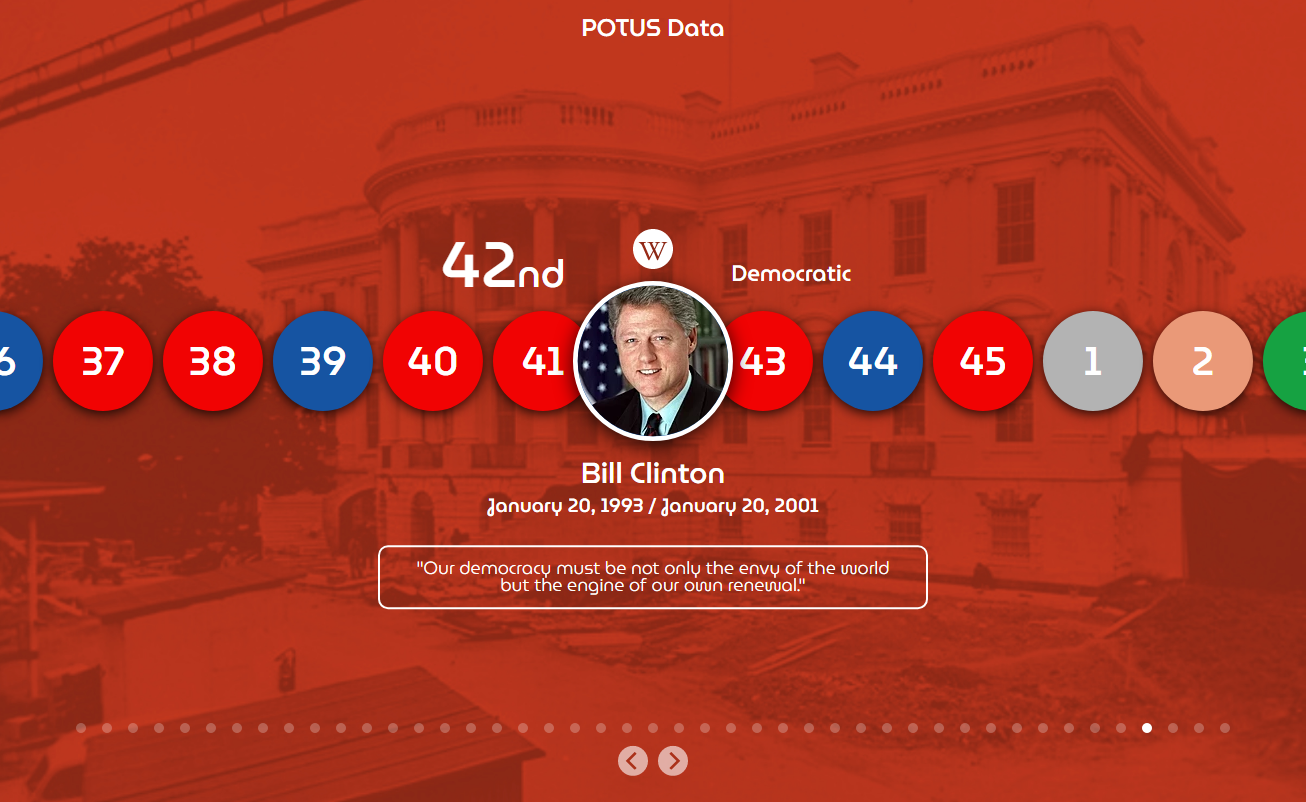 POTUS Data
42nd
W
Democratic
6 37 38 39 40 41 43 44 45 1 2
Bill Clinton
January 20, 1993 / January 20, 2001
"Our democracy must be not only the envy of the world
but the engine of our own renewal."